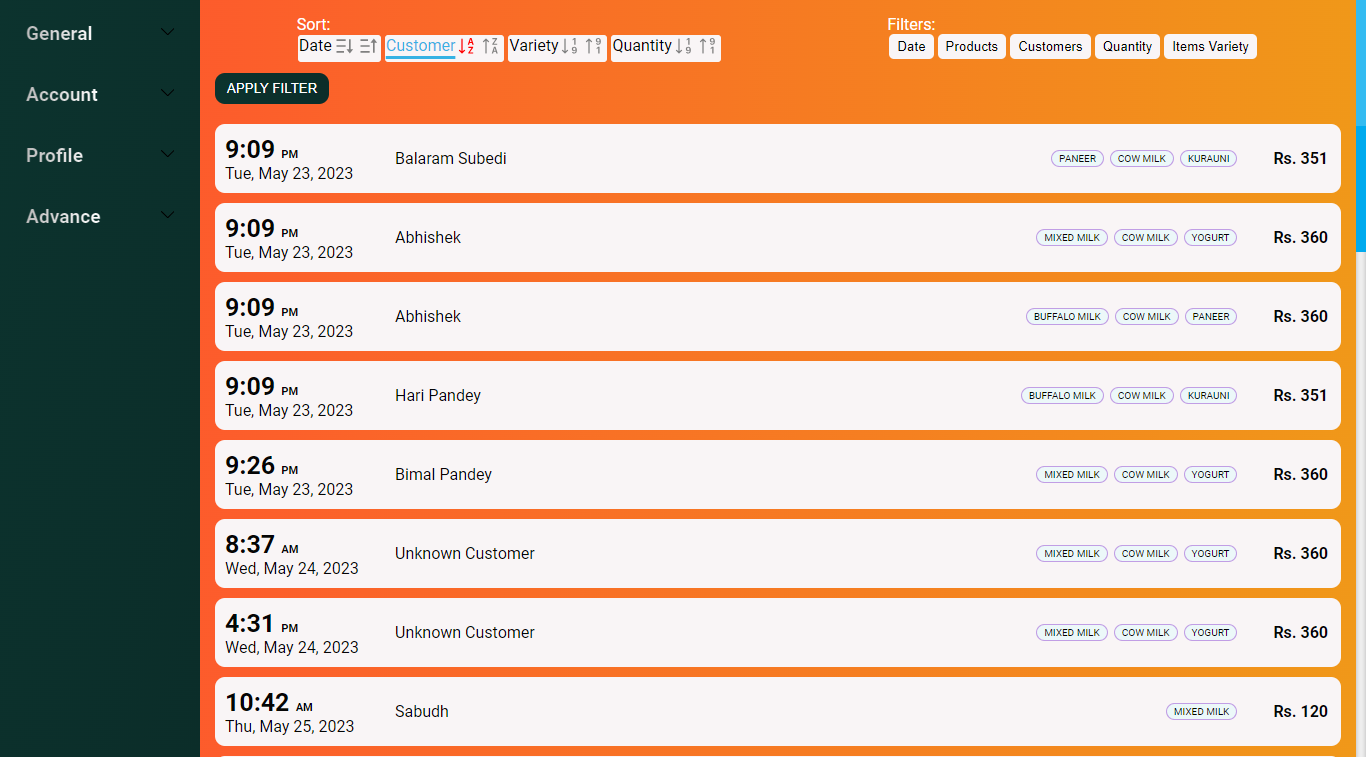 General
Account
Profile
Advance
Sort:
Date Customer Variety Quantity
Filters:
Date Products Customers Quantity Items Variety
APPLY FILTER
9:09 PM
Tue, May 23, 2023
Balaram Subedi
PANEER COW MILK KURAUNI
Rs. 351
9:09 PM
Tue, May 23, 2023
Abhishek
MIXED MILK COW MILK YOGURT
Rs. 360
9:09 PM
Tue, May 23, 2023
Abhishek
BUFFALO MILK COW MILK PANEER
Rs. 360
9:09 PM
Tue, May 23, 2023
Hari Pandey
BUFFALO MILK COW MILK KURAUNI
Rs. 351
9:26 PM
Tue, May 23, 2023
Bimal Pandey
MIXED MILK COW MILK YOGURT
Rs. 360
8:37 AM
Wed, May 24, 2023
Unknown Customer
MIXED MILK COW MILK YOGURT
Rs. 360
4:31 PM
Wed, May 24, 2023
Unknown Customer
MIXED MILK COW MILK YOGURT
Rs. 360
10:42 AM
Thu, May 25, 2023
Sabudh
MIXED MILK
Rs. 120